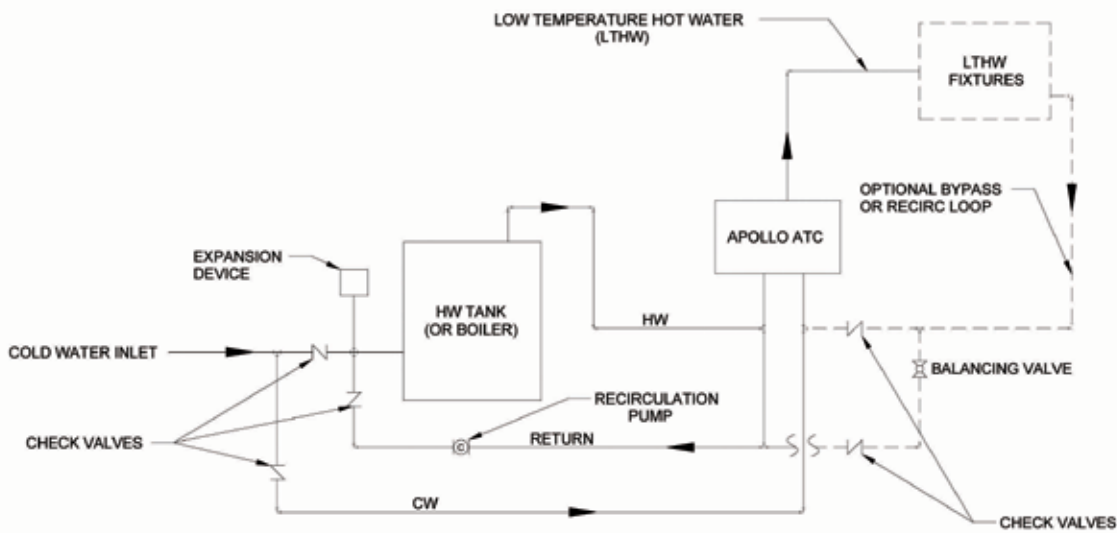 LOW TEMPERATURE HOT WATER
(LTHW)
LTHW
FIXTURES
OPTIONAL BYPASS
OR RECIRC LOOP
APOLLO ATC
EXPANSION
DEVICE
HW TANK
(OR BOILER)
HW
COLD WATER INLET
BALANCING VALVE
RECIRCULATION
PUMP
CHECK VALVES
RETURN
C
CW
CHECK VALVES